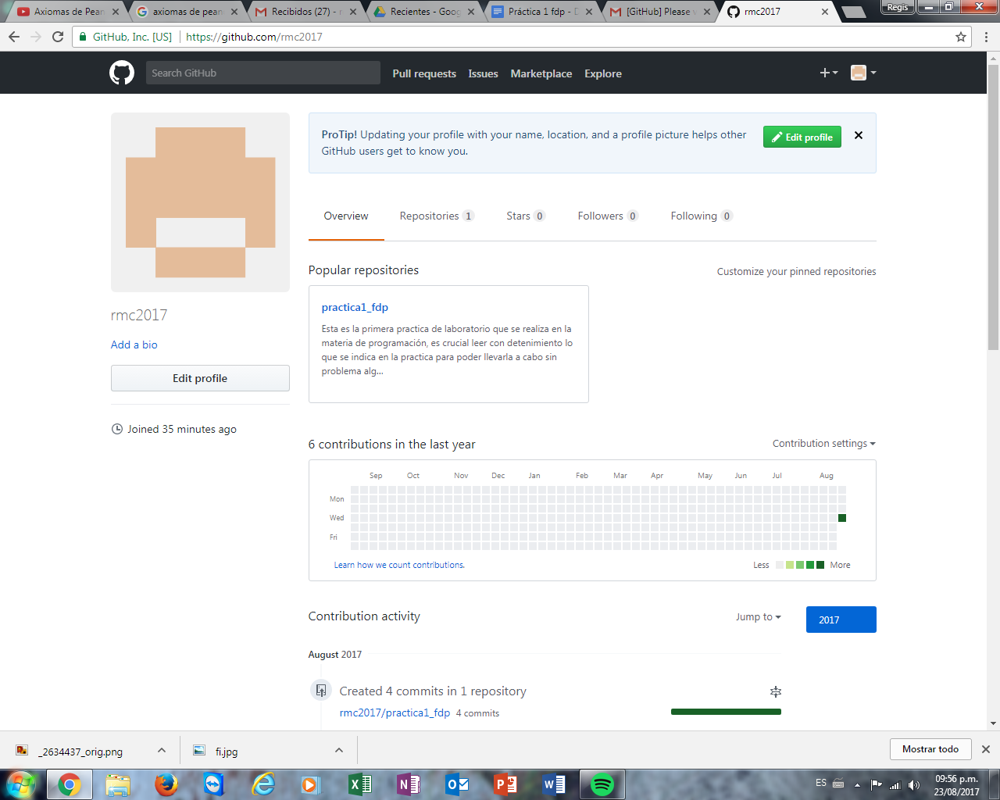 Axiomas de Pean
axiomas de pean
Recibidos (27) - r
Recientes - Goog
Práctica 1 fdp - D
[GitHub] Please v
rmc2017
Regis
GitHub, Inc. [US]
https://github.com/rmc2017
Search GitHub
Pull requests
Issues
Marketplace
Explore
ProTip! Updating your profile with your name, location, and a profile picture helps other
GitHub users get to know you.
Edit profile
Overview
Repositories 1
Stars 0
Followers 0
Following 0
rmc2017
Add a bio
Edit profile
Joined 35 minutes ago
Popular repositories
Customize your pinned repositories
practica1_fdp
Esta es la primera practica de laboratorio que se realiza en la
materia de programación, es crucial leer con detenimiento lo
que se indica en la practica para poder llevarla a cabo sin
problema alg...
6 contributions in the last year
Contribution settings
Sep Oct Nov Dec Jan Feb Mar Apr May Jun Jul Aug
Mon
Wed
Fri
Learn how we count contributions.
Less
More
Contribution activity
Jump to
2017
August 2017
Created 4 commits in 1 repository
rmc2017/practica1_fdp 4 commits
_2634437_orig.png
fi.jpg
Mostrar todo
ES
09:56 p.m.
23/08/2017